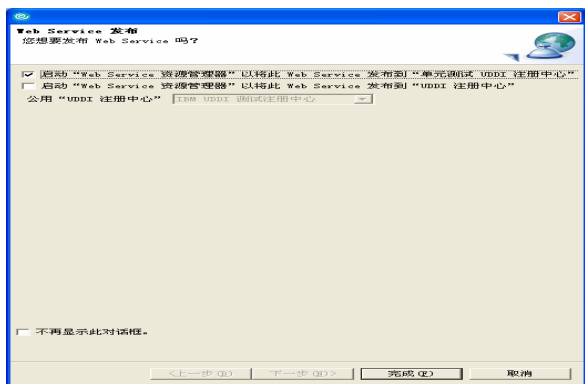 Web Service 发布
您想要发布 Web Service 吗？
启动 “Web Service 资源管理器” 以将此 Web Service 发布到 “单元测试 UDDI 注册中心”
启动 “Web Service 资源管理器” 以将此 Web Service 发布到 “UDDI 注册中心”
公用 “UDDI 注册中心” IBM UDDI 测试注册中心
不再显示此对话框。
<上一步(B) 下一步(N)> 完成(F) 取消